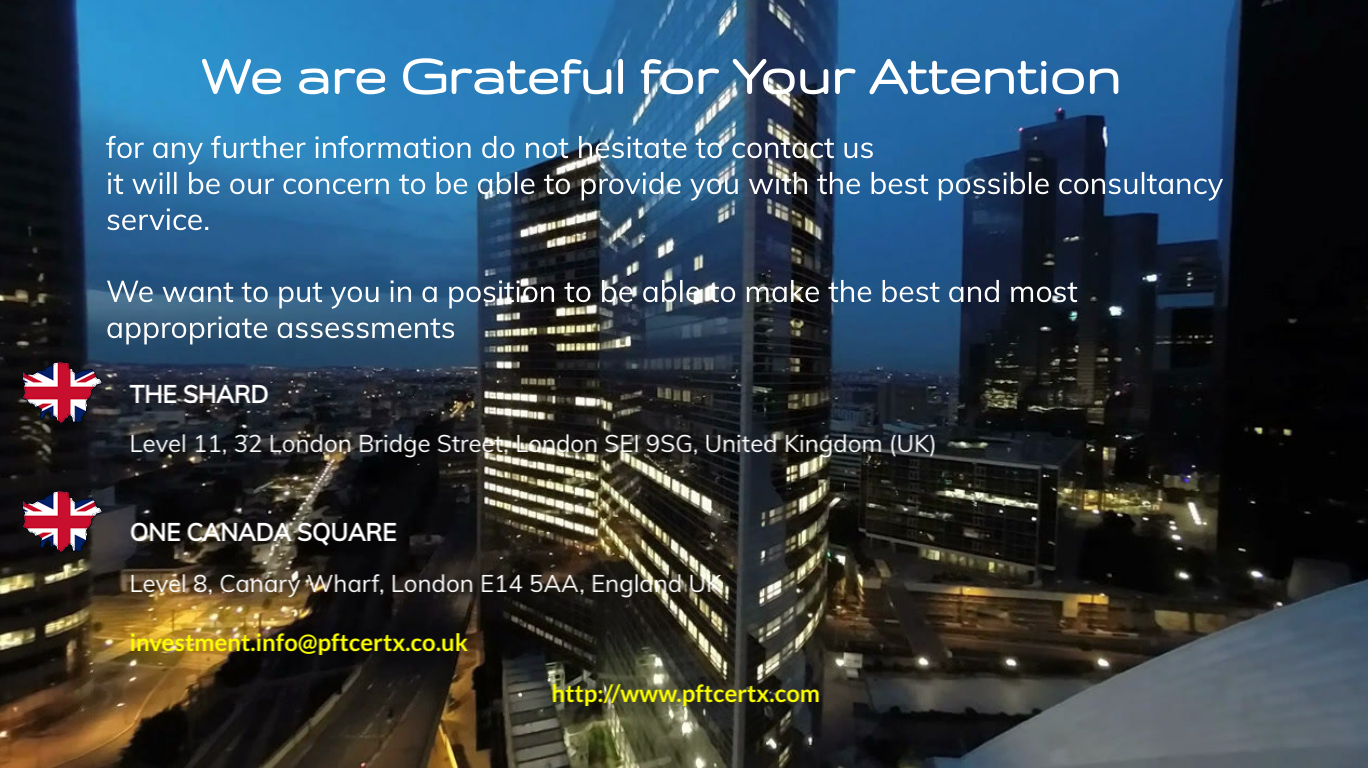 We are Grateful for Your Attention
for any further information do not hesitate to contact us
it will be our concern to be able to provide you with the best possible consultancy
service.
We want to put you in a position to be able to make the best and most
appropriate assessments
THE SHARD
Level 11, 32 London Bridge Street, London SEI 9SG, United Kingdom (UK)
ONE CANADA SQUARE
Level 8, Canary Wharf, London E14 5AA, England UK
investment.info@pftcertx.co.uk
http://www.pftcertx.com